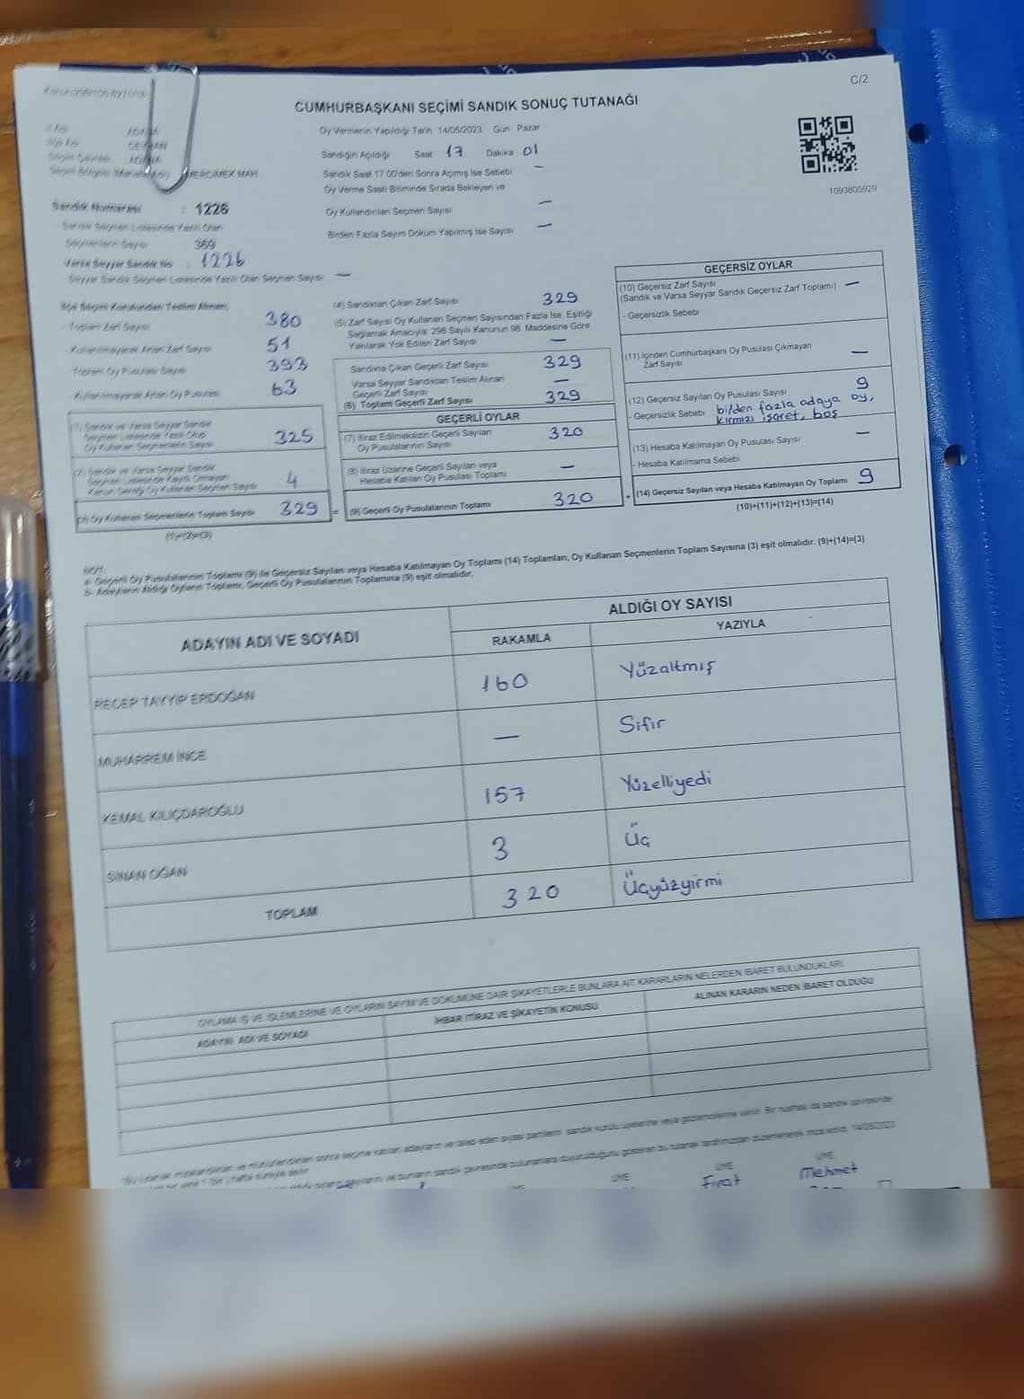 C/2
CUMHURBAŞKANI SEÇİMİ SANDIK SONUÇ TUTANAĞI
Oy Vermenin Yapıldığı Tarih 14/05/2023 Gün Pazar
İl Adı ADANA
İlçe Adı CEYHAN
Seçim Çevresi ADANA
Seçim Bölgesi MERCİMEK MAH.
Sandığın Açıldığı Saat 17 Dakika 01
Sandık Saat 17.00'den Sonra Açılmış İse Sebebi —
Oy Verme Saati Bitiminde Sırada Bekleyen ve
Oy Kullandırılan Seçmen Sayısı —
Birden Fazla Sayım Döküm Yapılmış İse Sayısı —
1093805929
Sandık Numarası : 1226
Sandık Seçmen Listesinde Yazılı Olan
Seçmenlerin Sayısı 369
Varsa Seyyar Sandık No : 1226
Seyyar Sandık Seçmen Listesinde Yazılı Olan Seçmen Sayısı —
İlçe Seçim Kurulundan Teslim Alınan;
- Toplam Zarf Sayısı 380
- Kullanılmayarak Artan Zarf Sayısı 51
- Toplam Oy Pusulası Sayısı 393
- Kullanılmayarak Artan Oy Pusulası 63
(1) Sandık ve Varsa Seyyar Sandık
Seçmen Listesinde Yazılı Olup
Oy Kullanan Seçmenlerin Sayısı 325
(2) Sandık ve Varsa Seyyar Sandık
Seçmen Listesinde Kayıtlı Olmayan
Kanun Gereği Oy Kullanan Seçmen Sayısı 4
(3) Oy Kullanan Seçmenlerin Toplam Sayısı 329
(1)+(2)=(3)
(4) Sandıktan Çıkan Zarf Sayısı 329
(5) Zarf Sayısı Oy Kullanan Seçmen Sayısından Fazla İse, Eşitliği
Sağlamak Amacıyla; 298 Sayılı Kanunun 98. Maddesine Göre
Yakılarak Yok Edilen Zarf Sayısı —
Sandıkta Çıkan Geçerli Zarf Sayısı 329
Varsa Seyyar Sandıktan Teslim Alınan
Geçerli Zarf Sayısı —
(6) Toplam Geçerli Zarf Sayısı 329
GEÇERLİ OYLAR
(7) İtiraz Edilmeksizin Geçerli Sayılan
Oy Pusulalarının Sayısı 320
(8) İtiraz Üzerine Geçerli Sayılan veya
Hesaba Katılan Oy Pusulası Toplamı —
= (9) Geçerli Oy Pusulalarının Toplamı 320
GEÇERSİZ OYLAR
(10) Geçersiz Zarf Sayısı —
(Sandık ve Varsa Seyyar Sandık Geçersiz Zarf Toplamı)
- Geçersizlik Sebebi
(11) İçinden Cumhurbaşkanı Oy Pusulası Çıkmayan
Zarf Sayısı —
(12) Geçersiz Sayılan Oy Pusulası Sayısı 9
- Geçersizlik Sebebi birden fazla adaya oy,
kırmızı işaret, boş
(13) Hesaba Katılmayan Oy Pusulası Sayısı —
- Hesaba Katılmama Sebebi
+ (14) Geçersiz Sayılan veya Hesaba Katılmayan Oy Toplamı 9
(10)+(11)+(12)+(13)=(14)
NOT:
a- Geçerli Oy Pusulalarının Toplamı (9) ile Geçersiz Sayılan veya Hesaba Katılmayan Oy Toplamı (14) Toplamları, Oy Kullanan Seçmenlerin Toplam Sayısına (3) eşit olmalıdır. (9)+(14)=(3)
b- Adayların Aldığı Oyların Toplamı, Geçerli Oy Pusulalarının Toplamına (9) eşit olmalıdır.
ADAYIN ADI VE SOYADI
ALDIĞI OY SAYISI
RAKAMLA YAZIYLA
RECEP TAYYİP ERDOĞAN 160 Yüzaltmış
MUHARREM İNCE — Sıfır
KEMAL KILIÇDAROĞLU 157 Yüzelliyedi
SİNAN OĞAN 3 Üç
TOPLAM 320 Üçyüzyirmi
OYLAMA İŞ VE İŞLEMLERİNE VE OYLARIN SAYIM VE DÖKÜMÜNE DAİR ŞİKAYETLERLE BUNLARA AİT KARARLARIN NELERDEN İBARET BULUNDUKLARI
ADAYIN ADI VE SOYADI
İHBAR İTİRAZ VE ŞİKAYETİN KONUSU
ALINAN KARARIN NEDEN İBARET OLDUĞU
ÜYE ÜYE ÜYE
Fırat Mehmet